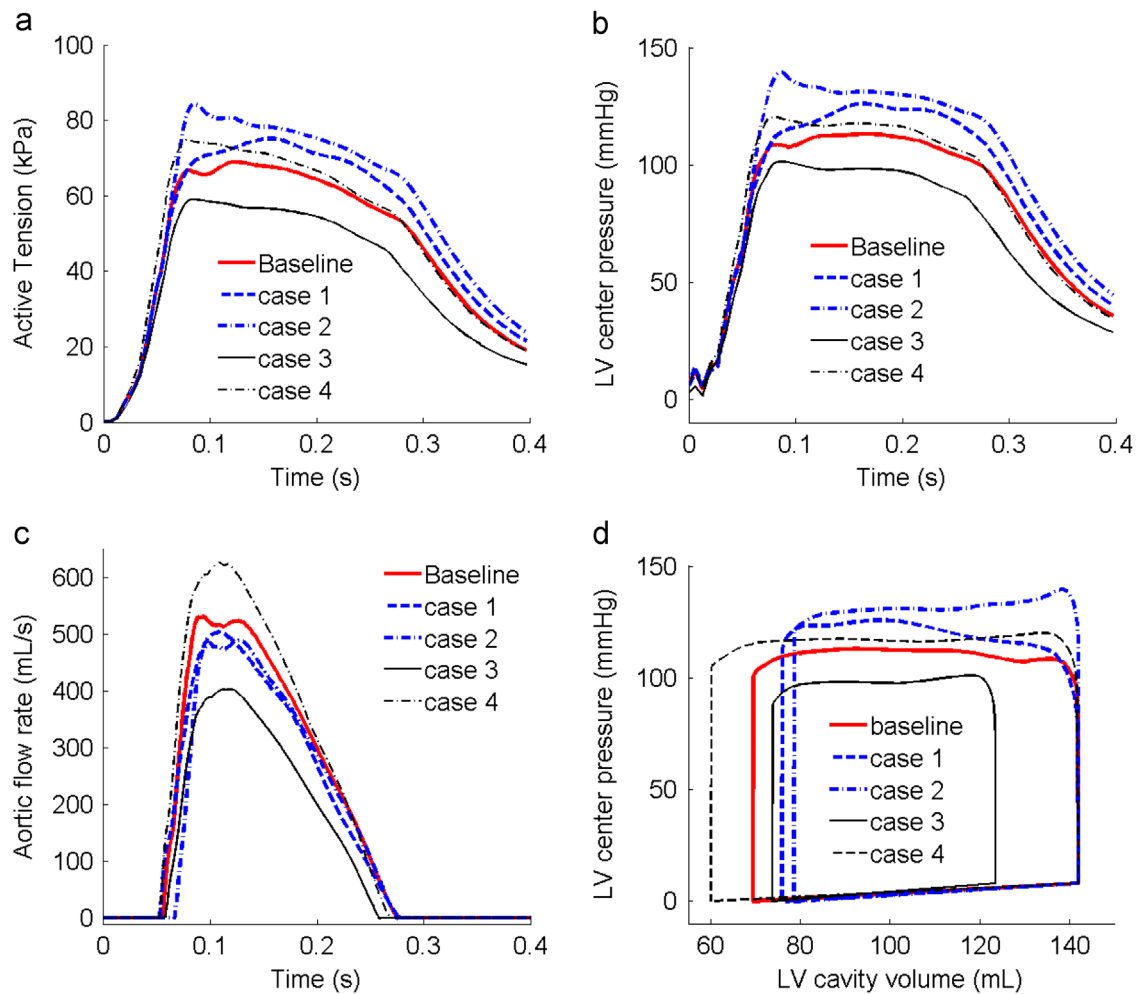 a
Active Tension (kPa)
100
80
60
40
20
0
0
0.1
0.2
0.3
0.4
Time (s)
Baseline
case 1
case 2
case 3
case 4
b
LV center pressure (mmHg)
150
100
50
0
0
0.1
0.2
0.3
0.4
Time (s)
Baseline
case 1
case 2
case 3
case 4
c
Aortic flow rate (mL/s)
600
500
400
300
200
100
0
0
0.1
0.2
0.3
0.4
Time (s)
Baseline
case 1
case 2
case 3
case 4
d
LV center pressure (mmHg)
150
100
50
0
60
80
100
120
140
LV cavity volume (mL)
baseline
case 1
case 2
case 3
case 4